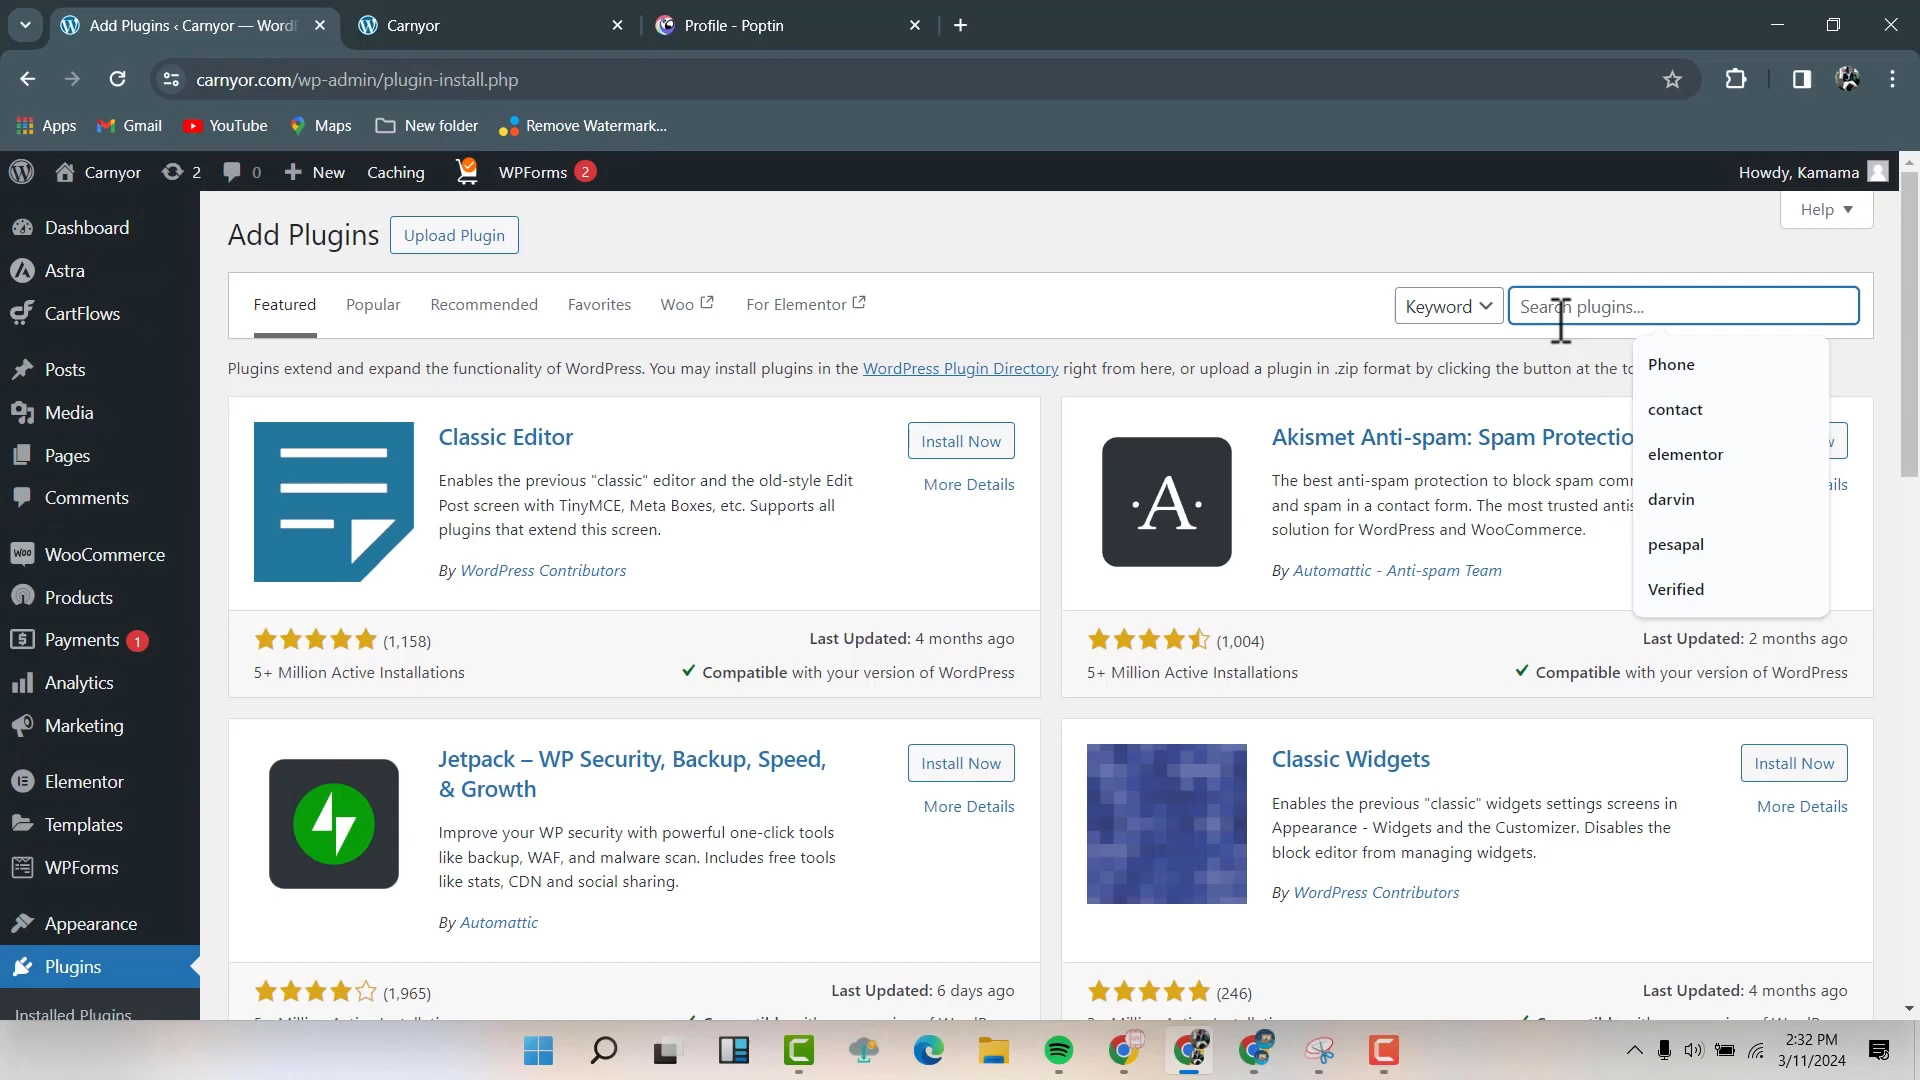 Add Plugins ‹ Carnyor — Word
Carnyor
Profile - Poptin
carnyor.com/wp-admin/plugin-install.php
Apps
Gmail
YouTube
Maps
New folder
Remove Watermark...
Carnyor
2
0
New
Caching
WPForms 2
Howdy, Kamama
Dashboard
Astra
CartFlows
Posts
Media
Pages
Comments
WooCommerce
Products
Payments 1
Analytics
Marketing
Elementor
Templates
WPForms
Appearance
Plugins
Installed Plugins
Add Plugins
Upload Plugin
Help
Featured
Popular
Recommended
Favorites
Woo
For Elementor
Keyword
Search plugins...
Phone
contact
elementor
darvin
pesapal
Verified
Plugins extend and expand the functionality of WordPress. You may install plugins in the WordPress Plugin Directory right from here, or upload a plugin in .zip format by clicking the button at the to
Classic Editor
Install Now
More Details
Enables the previous "classic" editor and the old-style Edit
Post screen with TinyMCE, Meta Boxes, etc. Supports all
plugins that extend this screen.
By WordPress Contributors
(1,158)
5+ Million Active Installations
Last Updated: 4 months ago
Compatible with your version of WordPress
Akismet Anti-spam: Spam Protectio
The best anti-spam protection to block spam com
and spam in a contact form. The most trusted antis
solution for WordPress and WooCommerce.
By Automattic - Anti-spam Team
(1,004)
5+ Million Active Installations
Last Updated: 2 months ago
Compatible with your version of WordPress
Jetpack – WP Security, Backup, Speed,
& Growth
Install Now
More Details
Improve your WP security with powerful one-click tools
like backup, WAF, and malware scan. Includes free tools
like stats, CDN and social sharing.
By Automattic
(1,965)
Last Updated: 6 days ago
Classic Widgets
Install Now
More Details
Enables the previous "classic" widgets settings screens in
Appearance - Widgets and the Customizer. Disables the
block editor from managing widgets.
By WordPress Contributors
(246)
Last Updated: 4 months ago
2:32 PM
3/11/2024